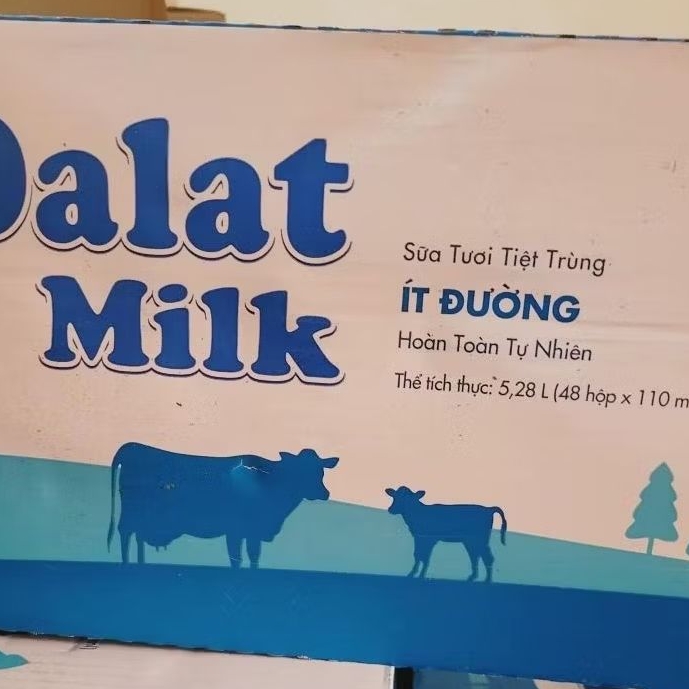 Dalat
Milk
Sữa Tươi Tiệt Trùng
ÍT ĐƯỜNG
Hoàn Toàn Tự Nhiên
Thể tích thực: 5,28 L (48 hộp x 110 m